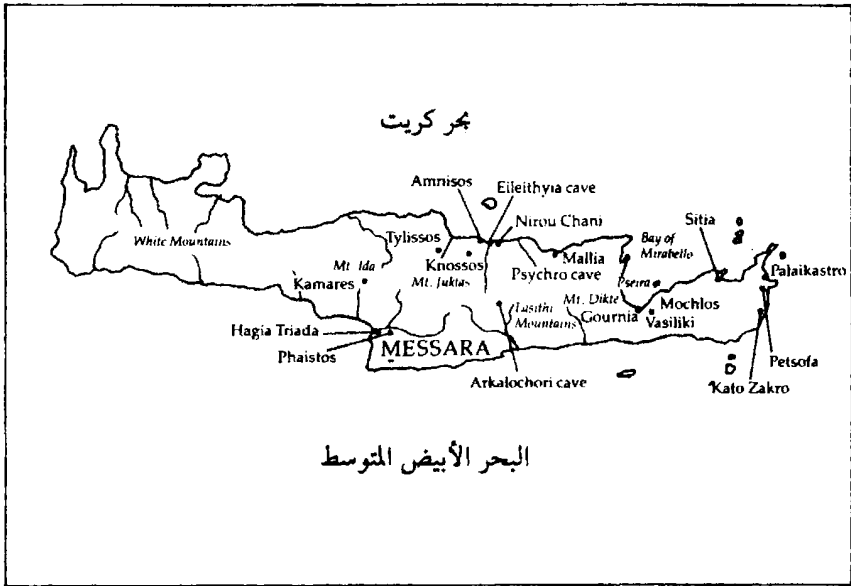 بحر كريت
Amnisos
Eileithyia cave
Nirou Chani
Sitia
White Mountains
Tylissos
Bay of
Mirabello
Mallia
Knossos
Psychro cave
Palaikastro
Mt. Ida
Kamares
Mt. Juktas
Pseira
Mt. Dikte
Mochlos
Lasithi
Mountains
Gournia
Vasiliki
Hagia Triada
Phaistos
MESSARA
Petsofa
Arkalochori cave
Kato Zakro
البحر الأبيض المتوسط